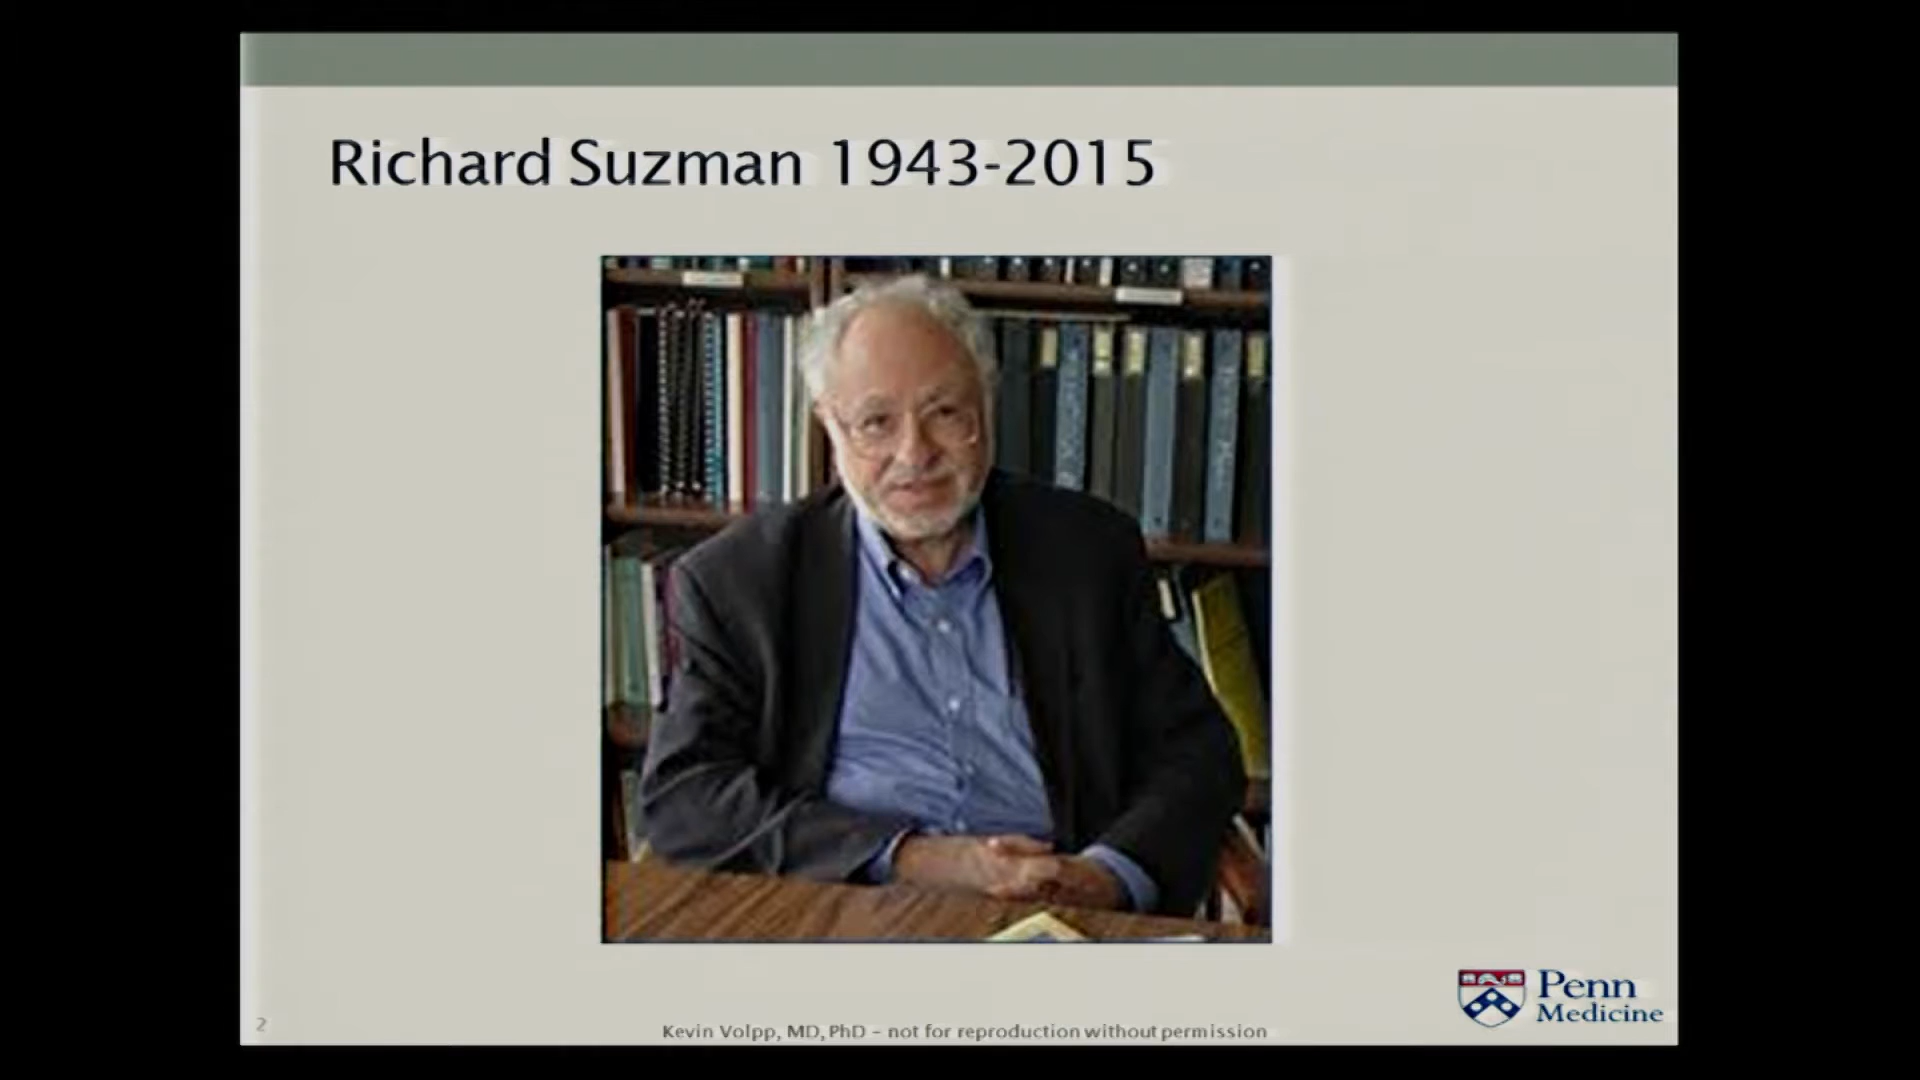 Richard Suzman 1943-2015
2
Kevin Volpp, MD, PhD – not for reproduction without permission
Penn
Medicine